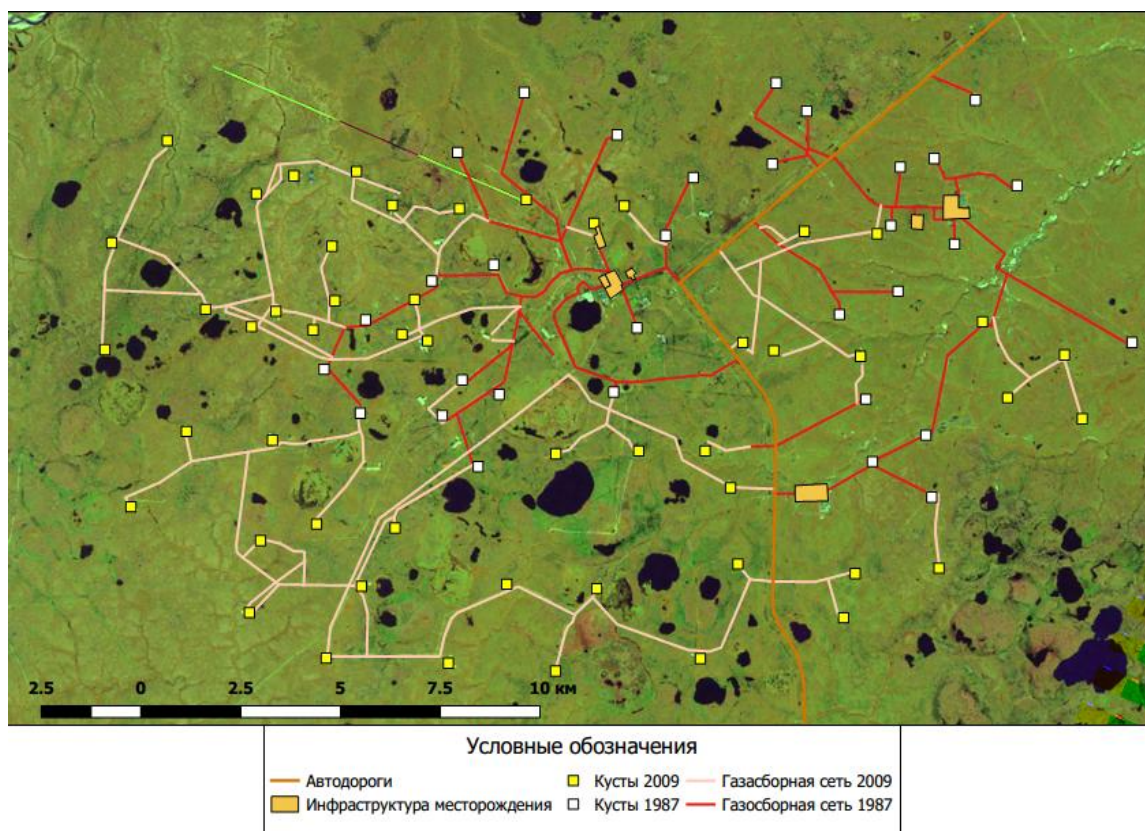 2.5 0 2.5 5 7.5 10 км
Условные обозначения
Автодороги Кусты 2009 Газасборная сеть 2009
Инфраструктура месторождения Кусты 1987 Газосборная сеть 1987